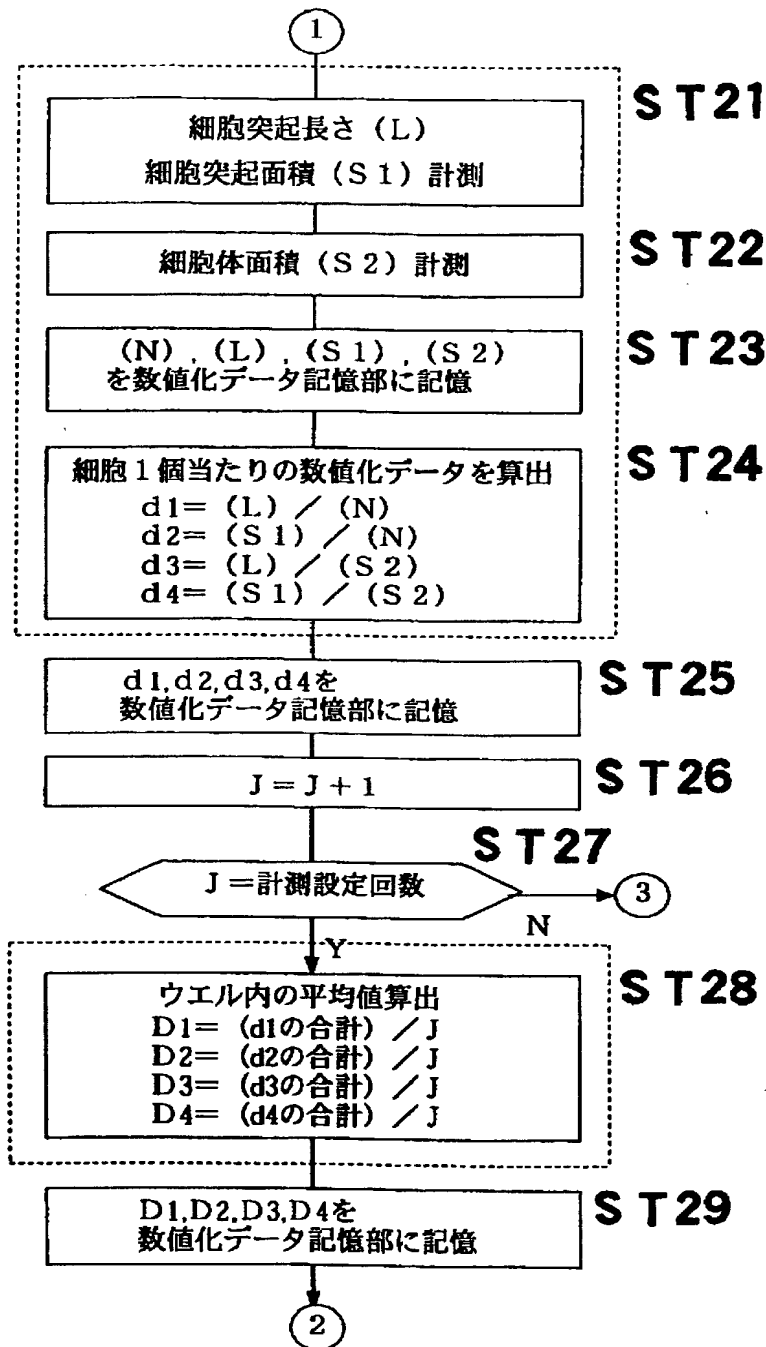 1
ST21
細胞突起長さ (L)
細胞突起面積 (S1) 計測
ST22
細胞体面積 (S2) 計測
ST23
(N) , (L) , (S1) , (S2)
を数値化データ記憶部に記憶
ST24
細胞1個当たりの数値化データを算出
d1= (L) / (N)
d2= (S1) / (N)
d3= (L) / (S2)
d4= (S1) / (S2)
ST25
d1,d2,d3,d4を
数値化データ記憶部に記憶
ST26
J=J+1
ST27
J=計測設定回数
3
N
Y
ST28
ウエル内の平均値算出
D1= (d1の合計) / J
D2= (d2の合計) / J
D3= (d3の合計) / J
D4= (d4の合計) / J
ST29
D1,D2,D3,D4を
数値化データ記憶部に記憶
2